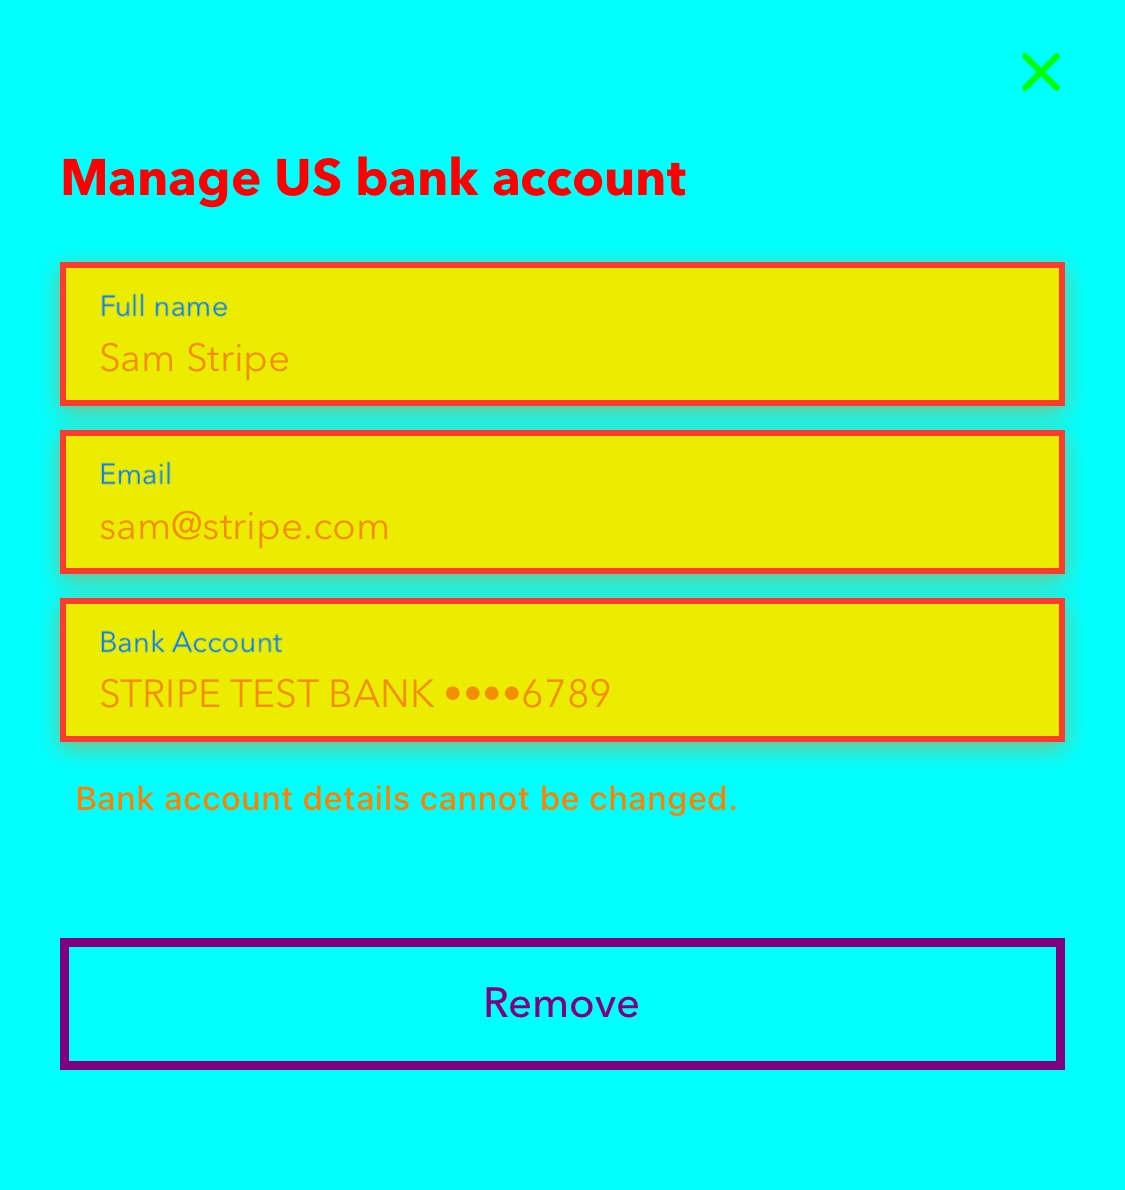 Manage US bank account
Full name
Sam Stripe
Email
sam@stripe.com
Bank Account
STRIPE TEST BANK ••••6789
Bank account details cannot be changed.
Remove